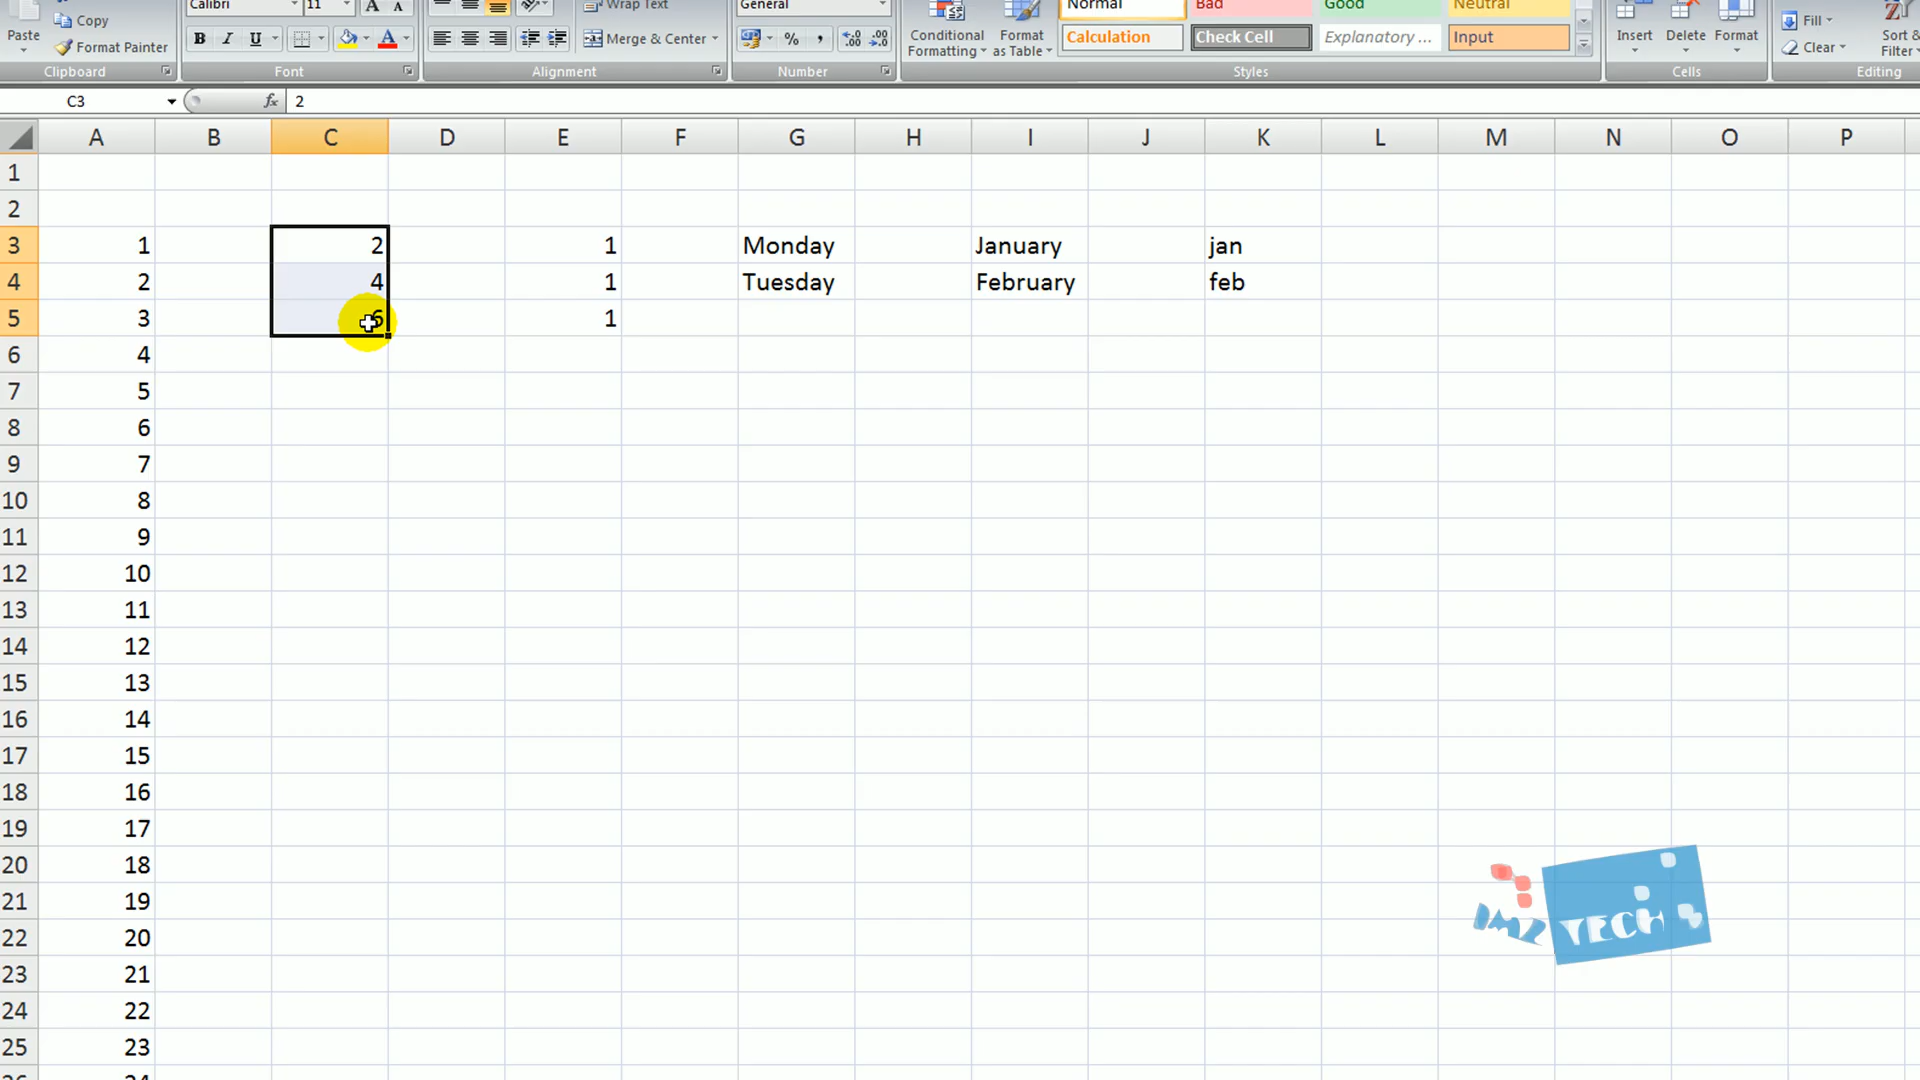 Paste
Copy
Format Painter
Clipboard
Calibri 11 A A
B I U A
Font
Wrap Text
Merge & Center
Alignment
General
% ,
Number
Conditional Formatting
Format as Table
Normal Bad Good Neutral
Calculation Check Cell Explanatory ... Input
Styles
Insert Delete Format
Cells
Fill
Clear
Sort &
Filter
Editing
C3 fx 2
A B C D E F G H I J K L M N O P
1
2
3 1 2 1 Monday January jan
4 2 4 1 Tuesday February feb
5 3 6 1
6 4
7 5
8 6
9 7
10 8
11 9
12 10
13 11
14 12
15 13
16 14
17 15
18 16
19 17
20 18
21 19
22 20
23 21
24 22
25 23
26 24
TECH